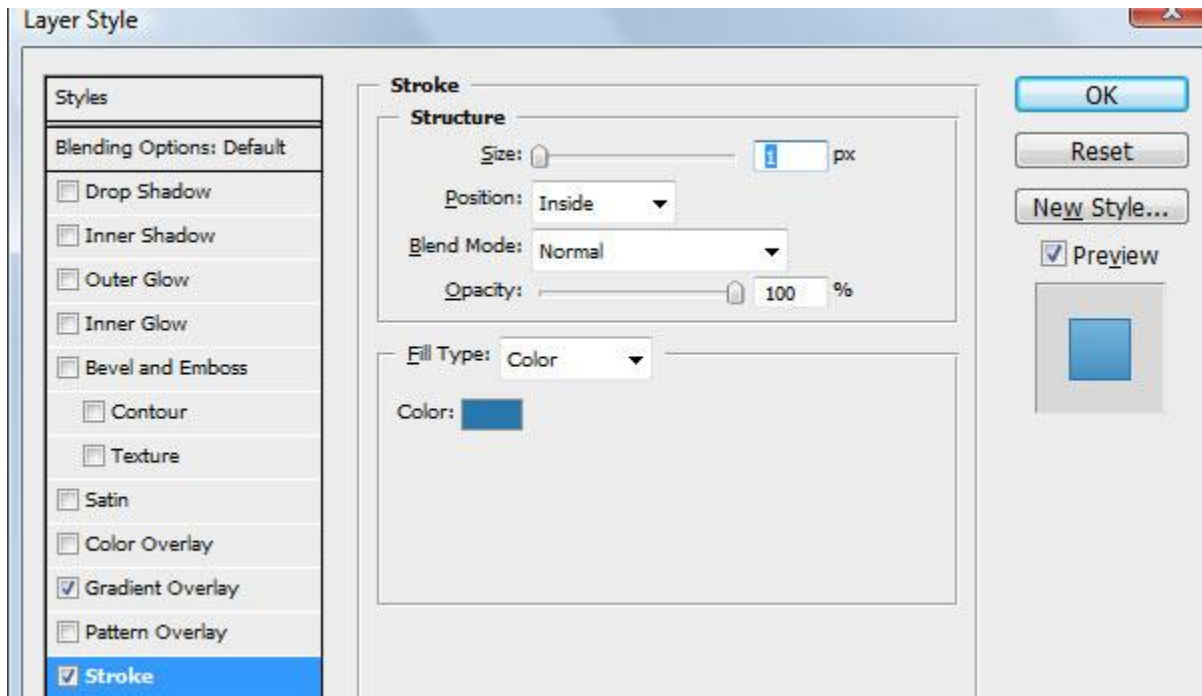 Layer Style
Styles
Blending Options: Default
Drop Shadow
Inner Shadow
Outer Glow
Inner Glow
Bevel and Emboss
Contour
Texture
Satin
Color Overlay
Gradient Overlay
Pattern Overlay
Stroke
Stroke
Structure
Size: 1 px
Position: Inside
Blend Mode: Normal
Opacity: 100 %
Fill Type: Color
Color:
OK
Reset
New Style...
Preview